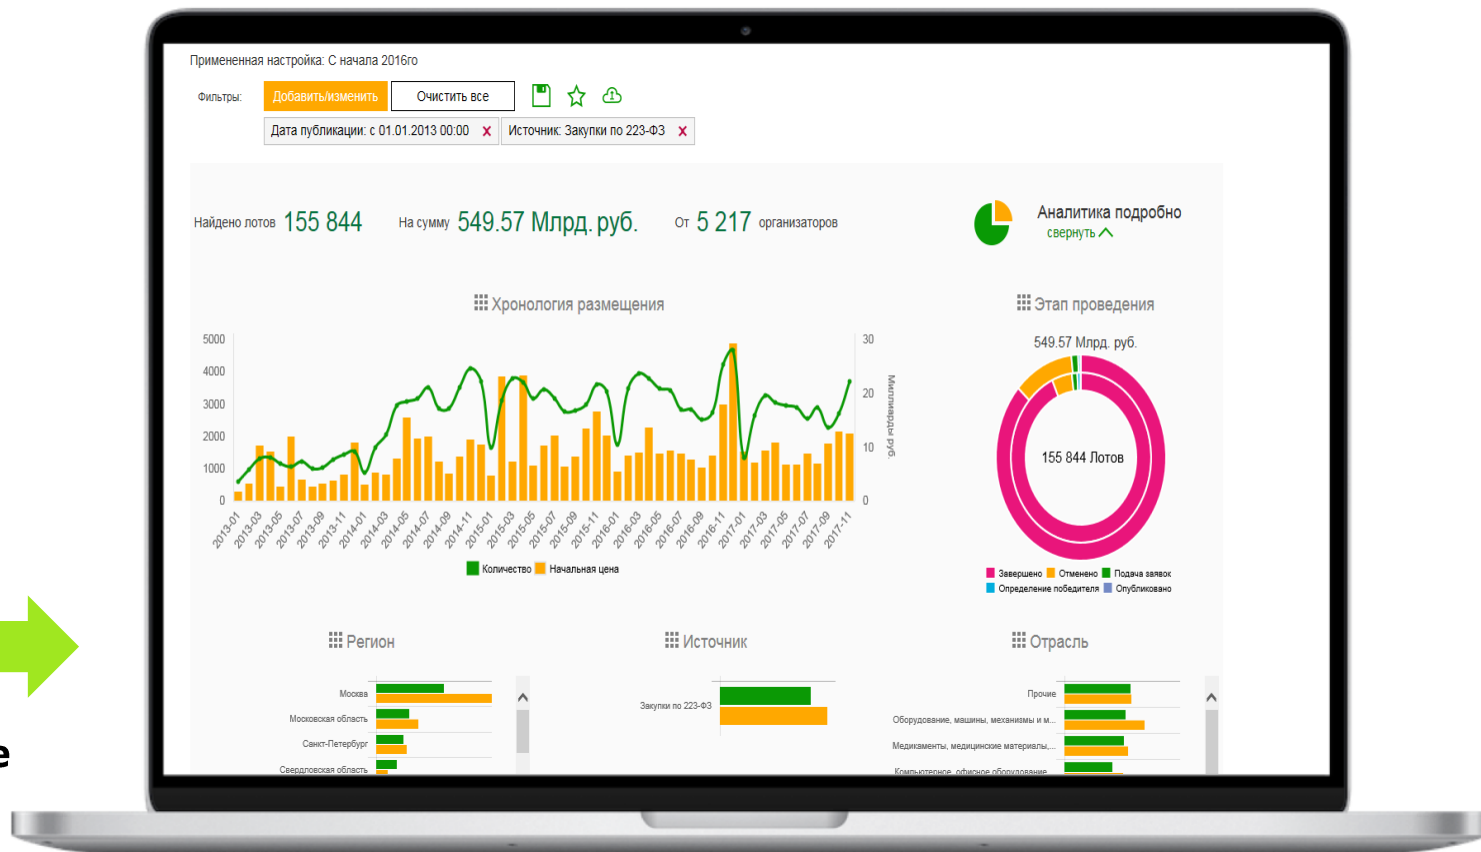 Примененная настройка: С начала 2016го
Фильтры: Добавить/изменить Очистить все
Дата публикации: с 01.01.2013 00:00 x Источник: Закупки по 223-ФЗ x
Найдено лотов 155 844 На сумму 549.57 Млрд. руб. От 5 217 организаторов
Аналитика подробно
свернуть
Хронология размещения
5000
4000
3000
2000
1000
0
30
20
10
0
Миллиарды руб.
2013-01 2013-03 2013-05 2013-07 2013-09 2013-11 2014-01 2014-03 2014-05 2014-07 2014-09 2014-11 2015-01 2015-03 2015-05 2015-07 2015-09 2015-11 2016-01 2016-03 2016-05 2016-07 2016-09 2016-11 2017-01 2017-03 2017-05 2017-07 2017-09 2017-11
Количество Начальная цена
Этап проведения
549.57 Млрд. руб.
155 844 Лотов
Завершено Отменено Подача заявок
Определение победителя Опубликовано
Регион
Москва
Московская область
Санкт-Петербург
Свердловская область
Источник
Закупки по 223-ФЗ
Отрасль
Прочие
Оборудование, машины, механизмы и м...
Медикаменты, медицинские материалы,...
Компьютерное, офисное оборудование,...
е